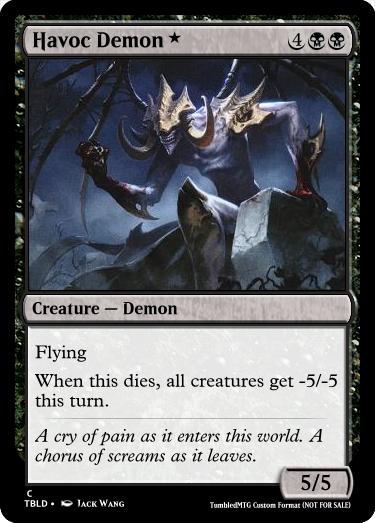 Havoc Demon ★ 4
Creature — Demon
Flying
When this dies, all creatures get -5/-5
this turn.
A cry of pain as it enters this world. A
chorus of screams as it leaves.
5/5
C
TBLD • Jack Wang
TumbledMTG Custom Format (NOT FOR SALE)